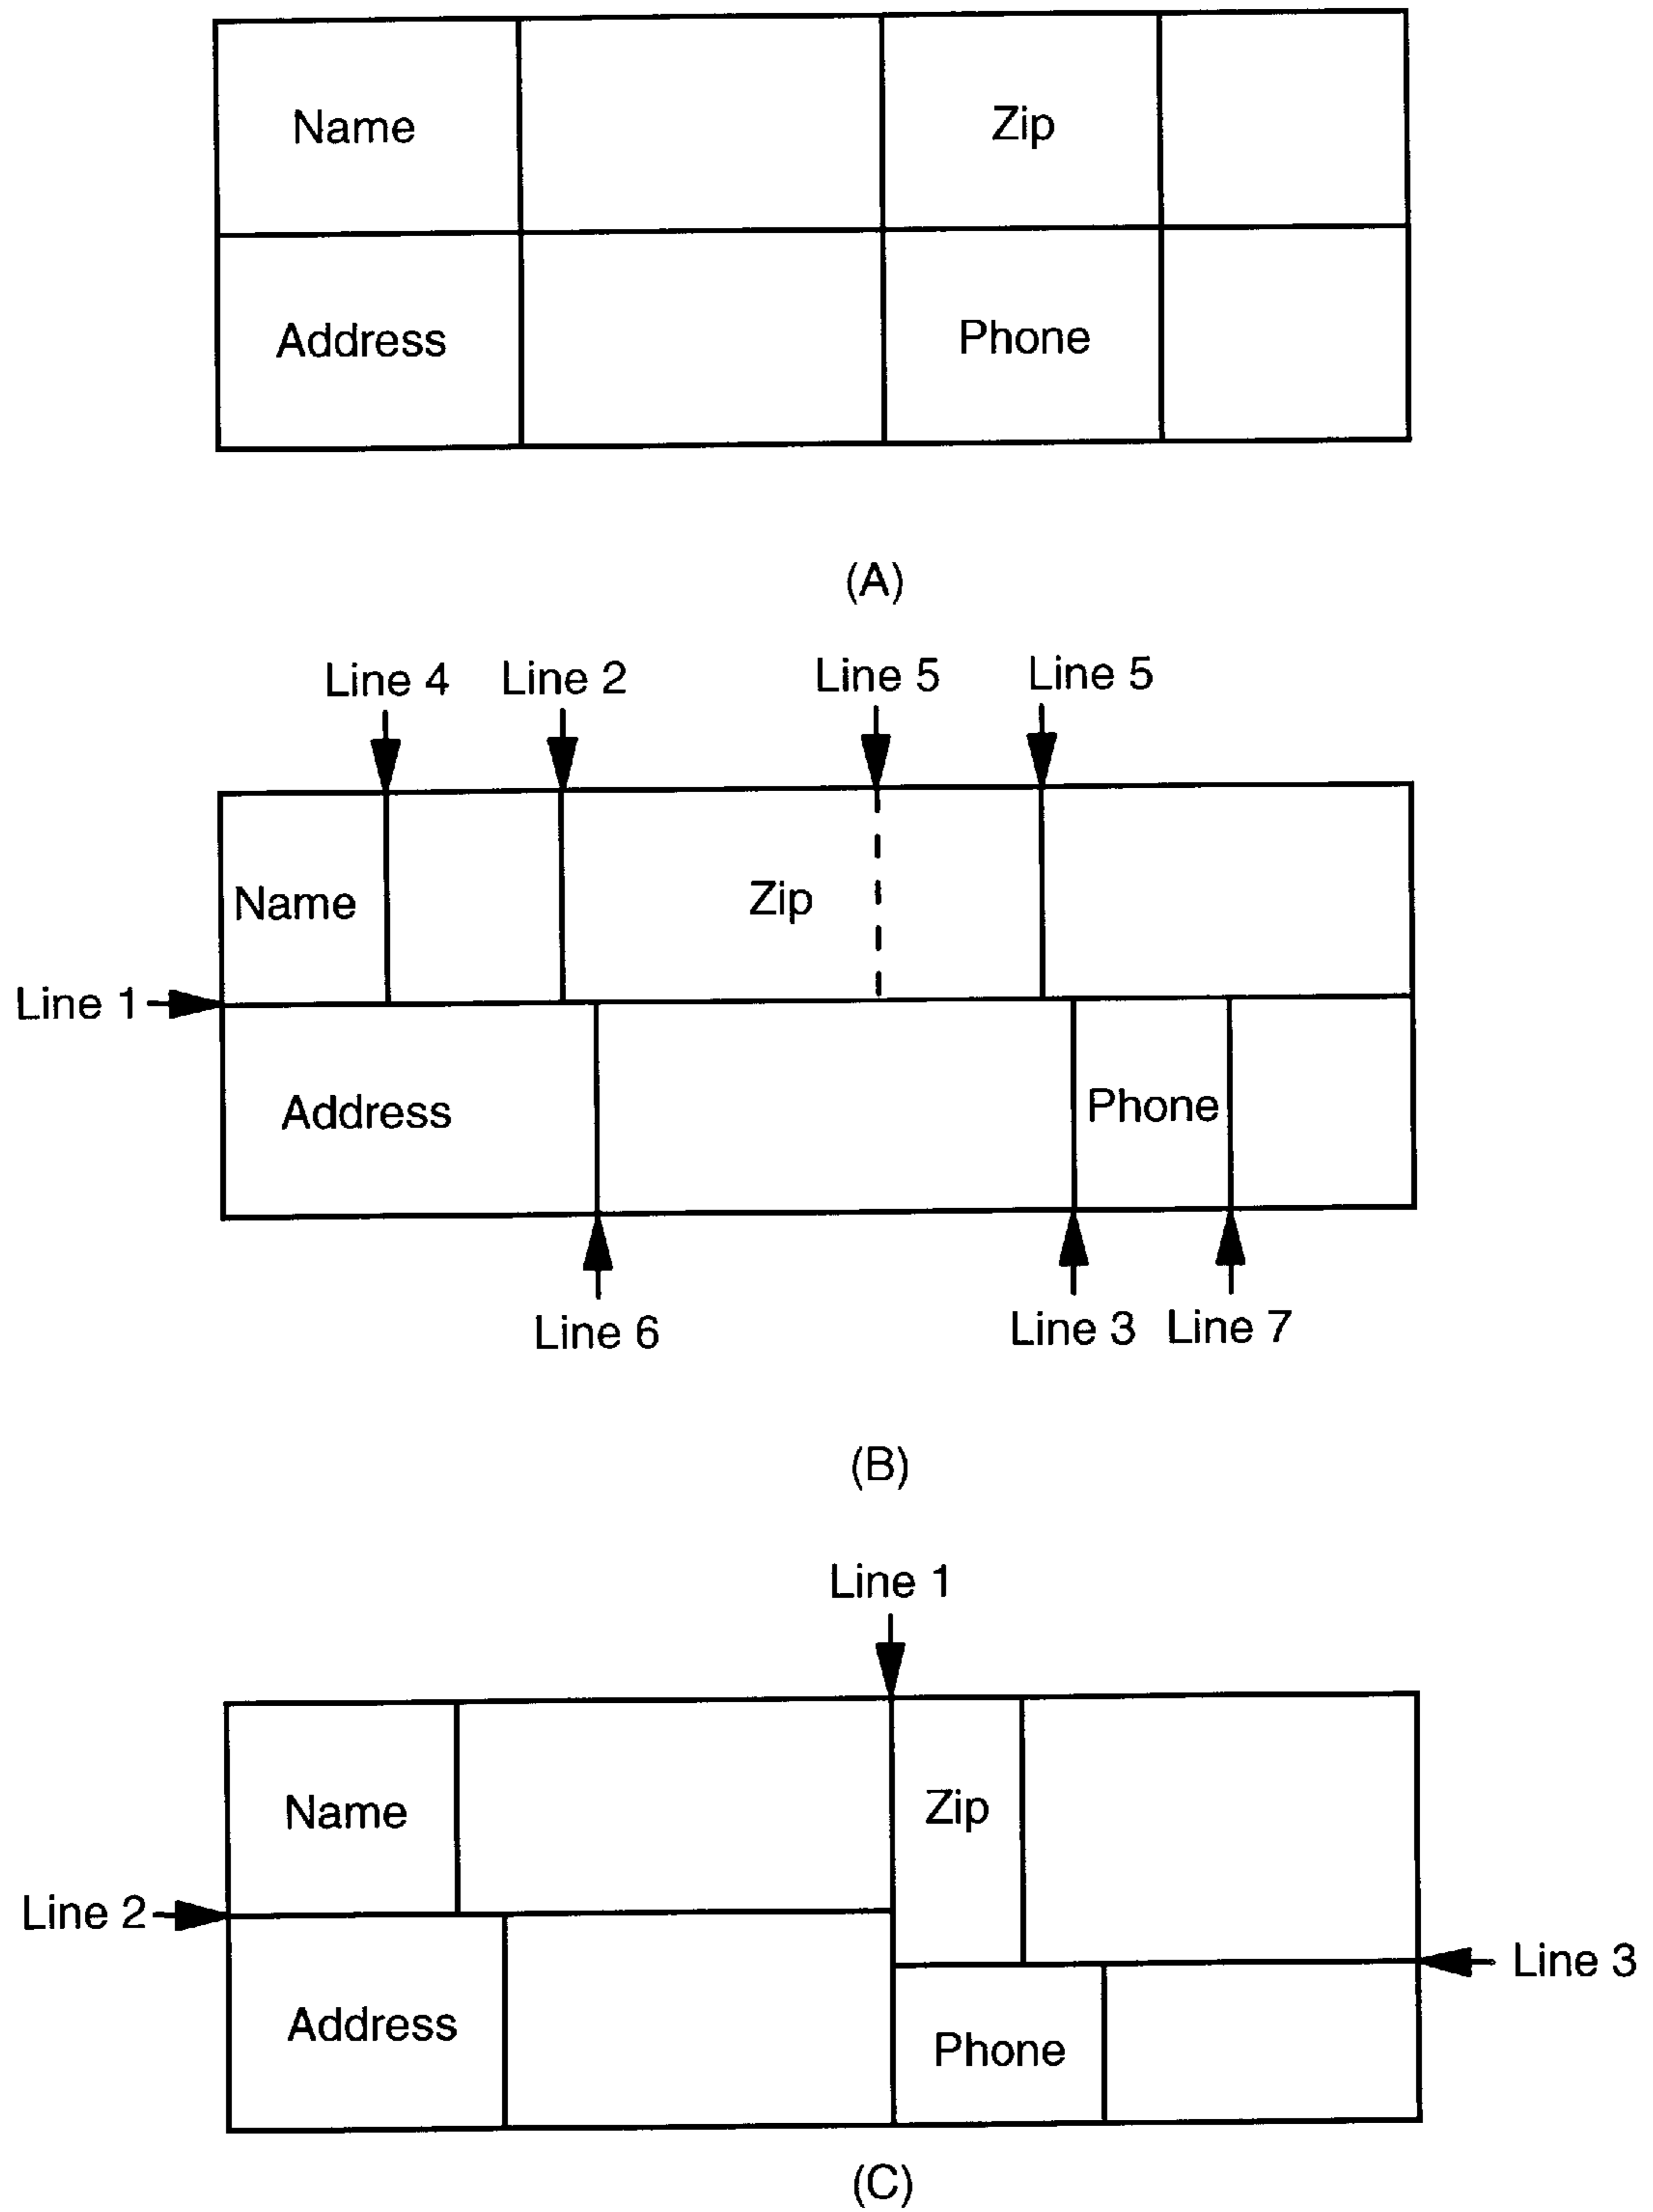 Name Zip
Address Phone
(A)
Line 4 Line 2 Line 5 Line 5
Name Zip
Line 1
Address Phone
Line 6 Line 3 Line 7
(B)
Line 1
Name Zip
Line 2
Line 3
Address Phone
(C)